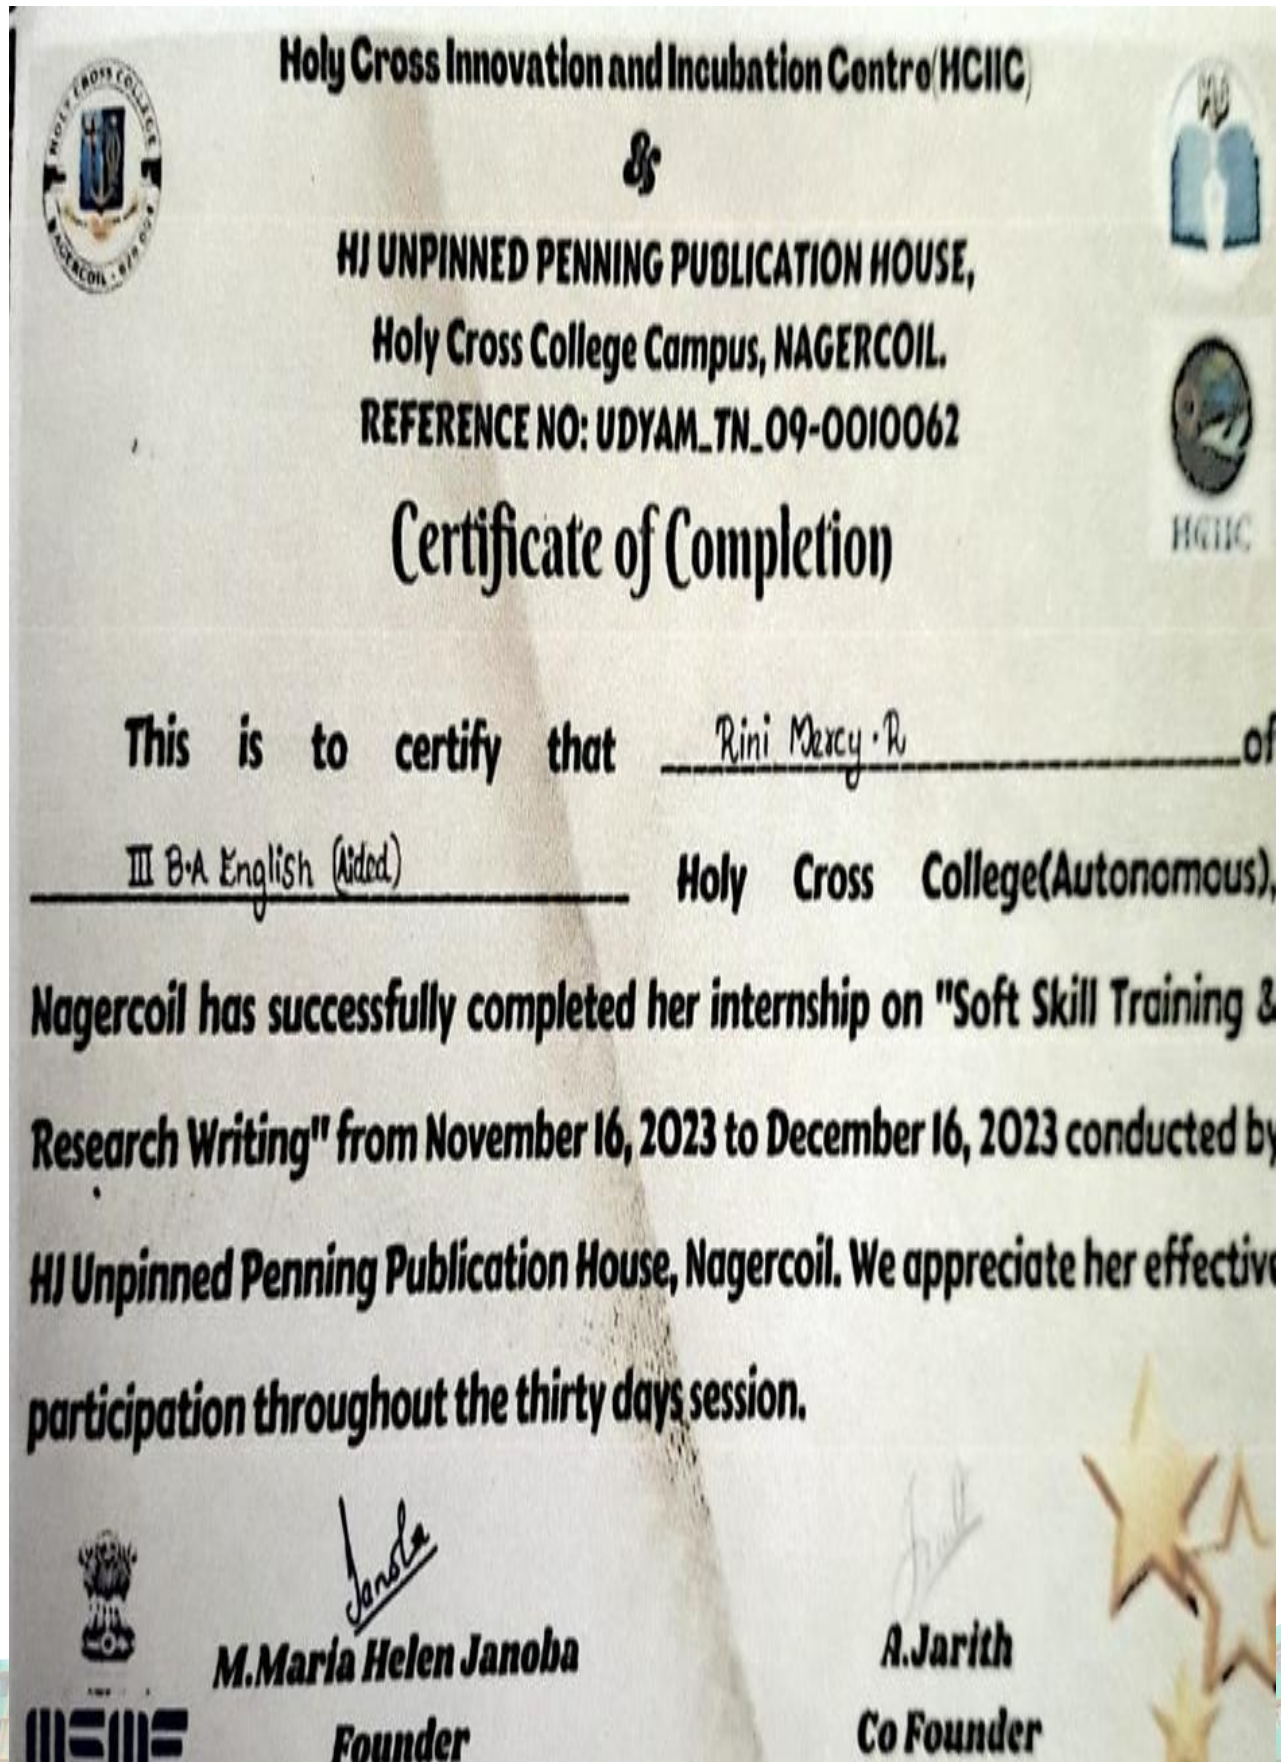 Holy Cross Innovation and Incubation Centre(HCIIC)
&
HJ UNPINNED PENNING PUBLICATION HOUSE,
Holy Cross College Campus, NAGERCOIL.
REFERENCE NO: UDYAM_TN_09-0010062
HOLY CROSS COLLEGE
NAGERCOIL
HCIIC
Certificate of Completion
This is to certify that Rini Mercy.R of
III B.A English (Aided) Holy Cross College(Autonomous),
Nagercoil has successfully completed her internship on "Soft Skill Training &
Research Writing" from November 16, 2023 to December 16, 2023 conducted by
HJ Unpinned Penning Publication House, Nagercoil. We appreciate her effective
participation throughout the thirty days session.
Janoba
M.Maria Helen Janoba
A.Jarith
Founder
Co Founder